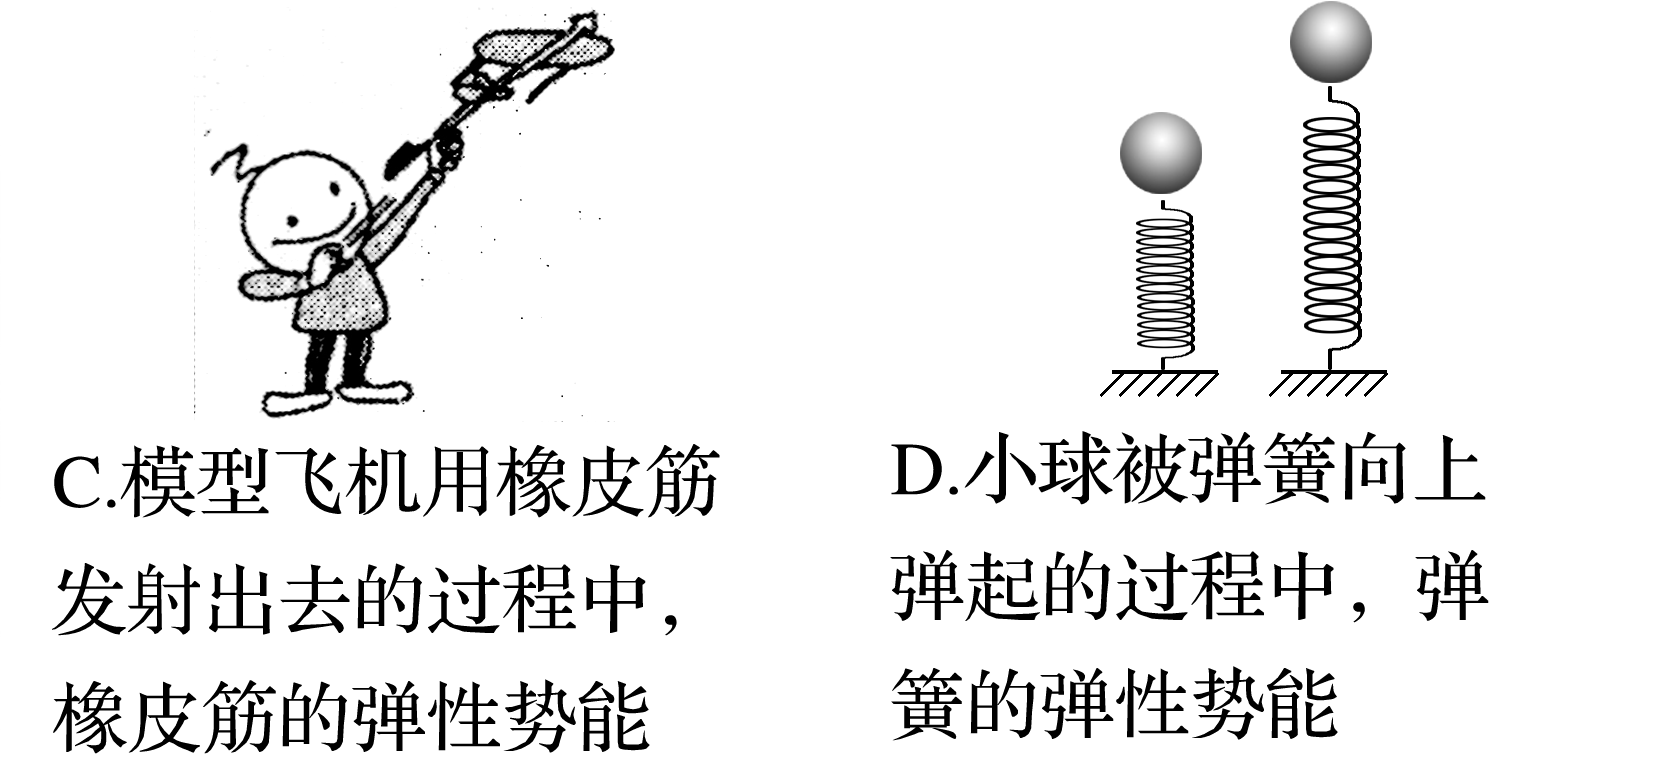 C.模型飞机用橡皮筋
发射出去的过程中，
橡皮筋的弹性势能
D.小球被弹簧向上
弹起的过程中，弹
簧的弹性势能